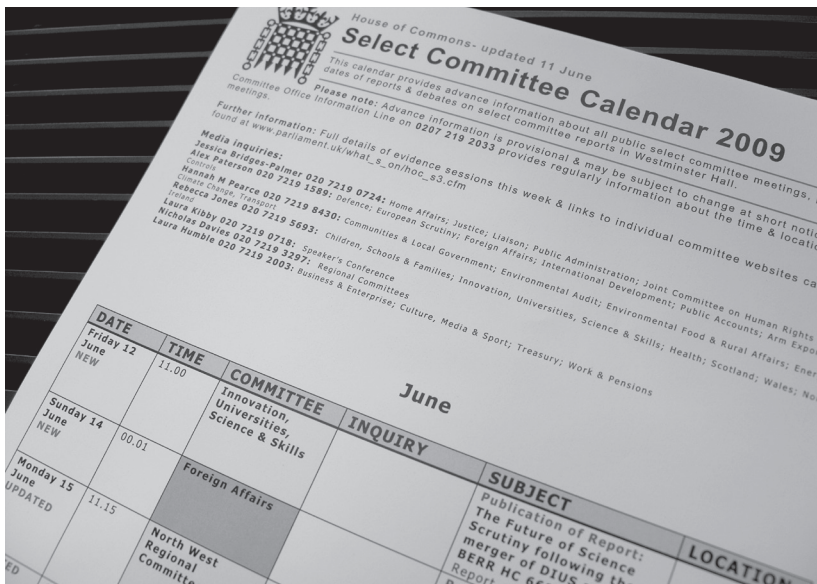 House of Commons- updated 11 June
Select Committee Calendar 2009
This calendar provides advance information about all public select committee meetings,
dates of reports & debates on select committee reports in Westminster Hall.
Please note: Advance information is provisional & may be subject to change at short
Committee Office Information Line on 0207 219 2033 provides regularly information about the time &
meetings.
Further information: Full details of evidence sessions this week & links to individual committee websites
found at www.parliament.uk/what_s_on/hoc_s3.cfm
Media inquiries:
Jessica Bridges-Palmer 020 7219 0724: Home Affairs; Justice; Liaison; Public Administration; Joint Committee on Human Rights
Alex Paterson 020 7219 1589: Defence; European Scrutiny; Foreign Affairs; International Development; Public Accounts; Arm
Controls
Hannah M Pearce 020 7219 8430: Communities & Local Government; Environmental Audit; Environmental Food & Rural Affairs;
Climate Change, Transport
Rebecca Jones 020 7219 5693: Children, Schools & Families; Innovation, Universities, Science & Skills; Health; Scotland; Wales;
Ireland
Laura Kibby 020 7219 0718: Speaker's Conference
Nicholas Davies 020 7219 3297: Regional Committees
Laura Humble 020 7219 2003: Business & Enterprise; Culture, Media & Sport; Treasury; Work & Pensions
June
DATE TIME COMMITTEE INQUIRY SUBJECT LOCATION
Friday 12
June
NEW
11.00
Innovation,
Universities,
Science & Skills
Publication of Report:
The Future of Science
Scrutiny following the
merger of DIUS
BERR HC
Report
Sunday 14
June
NEW
00.01
Foreign Affairs
Monday 15
June
UPDATED
11.15
North West
Regional